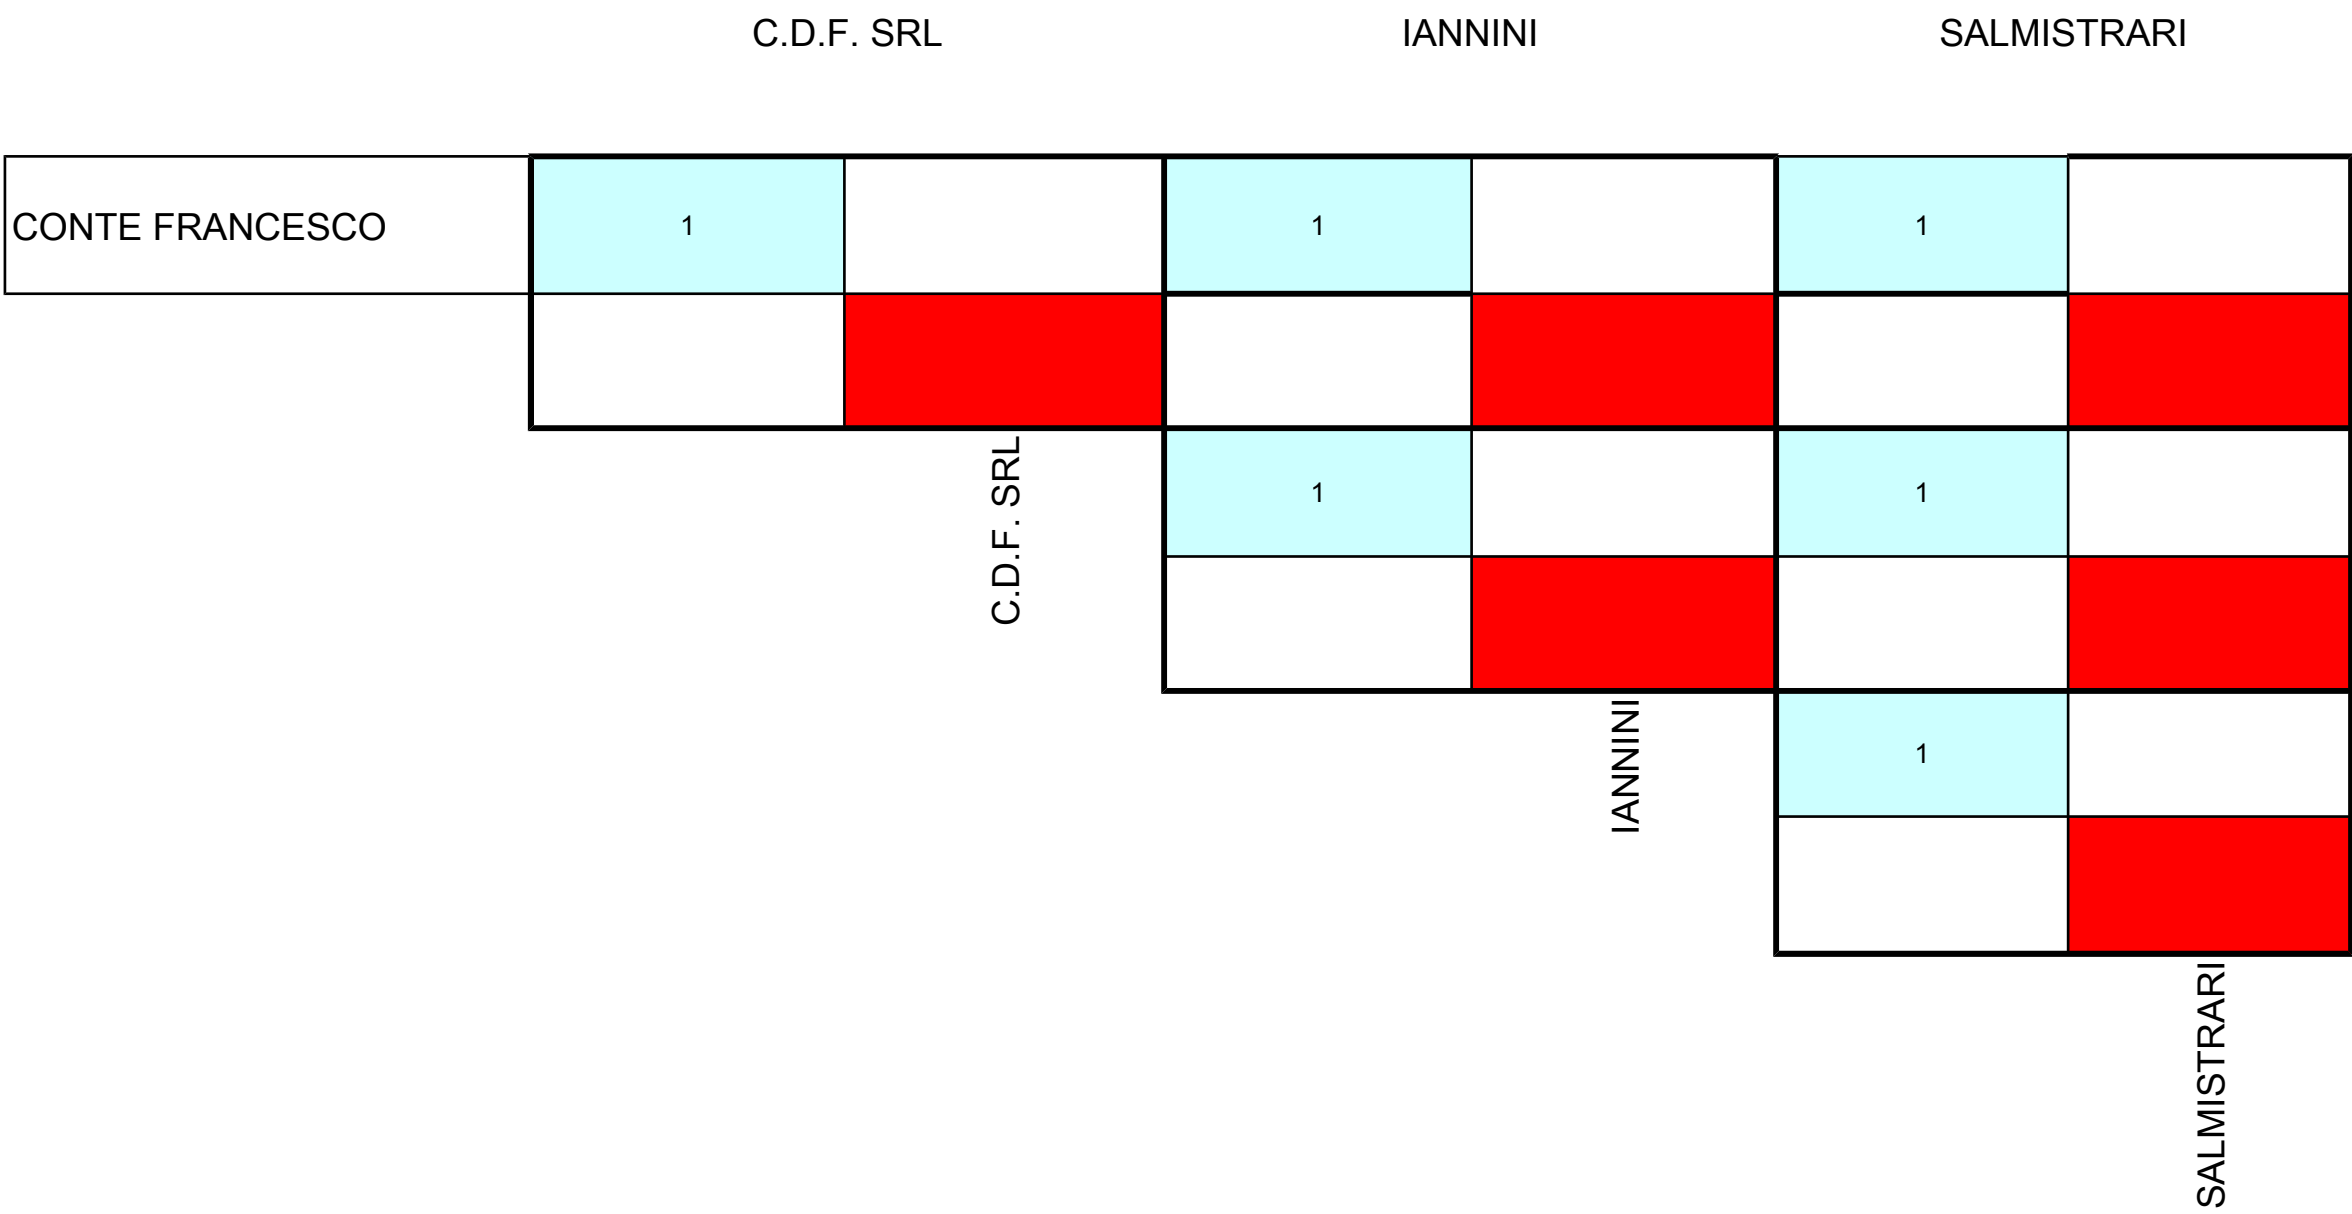 C.D.F. SRL IANNINI SALMISTRARI
CONTE FRANCESCO 1 1 1
C.D.F. SRL 1 1
IANNINI 1
SALMISTRARI